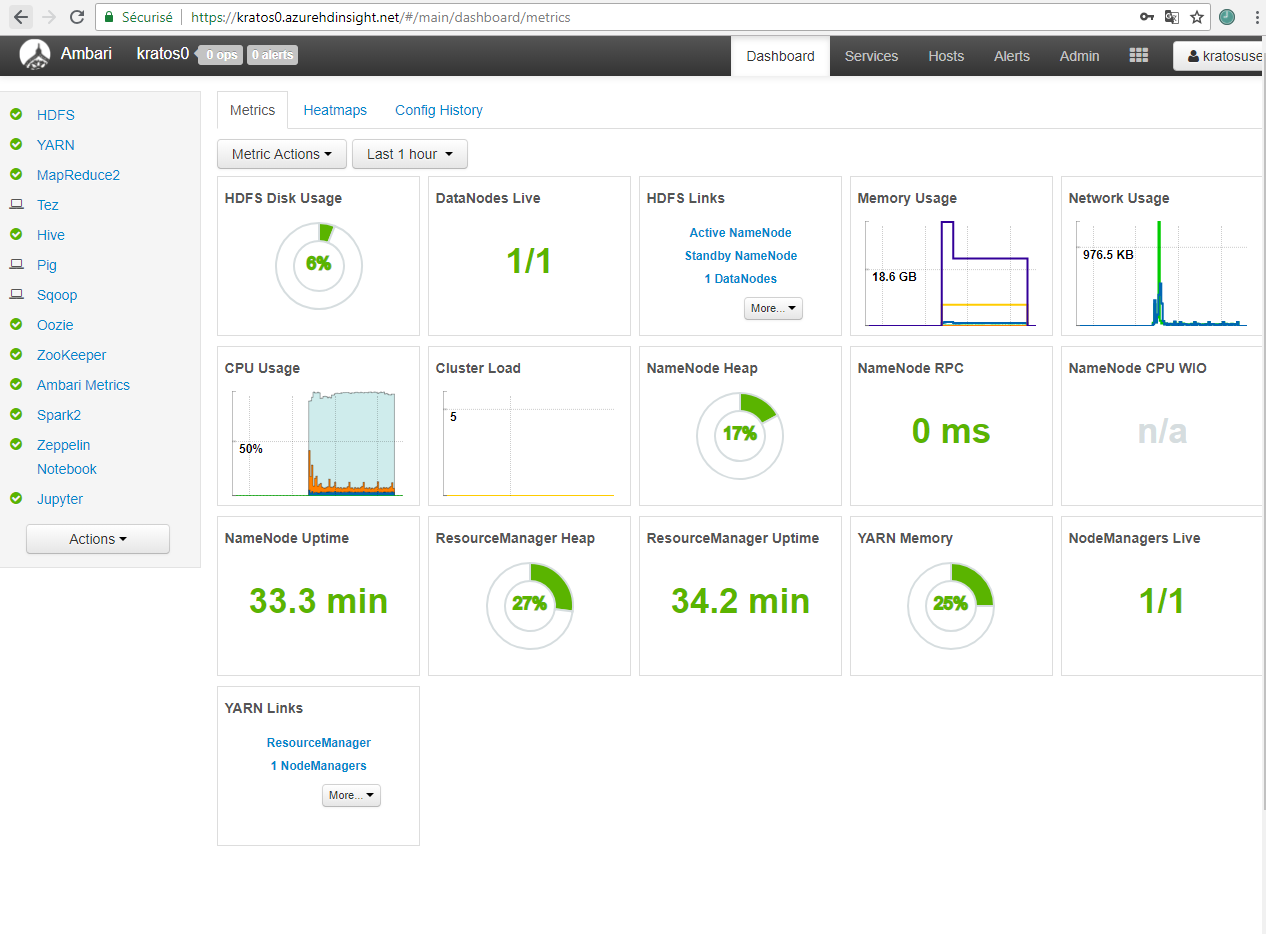 Sécurisé https://kratos0.azurehdinsight.net/#/main/dashboard/metrics
Ambari kratos0 0 ops 0 alerts Dashboard Services Hosts Alerts Admin kratosuse
HDFS
YARN
MapReduce2
Tez
Hive
Pig
Sqoop
Oozie
ZooKeeper
Ambari Metrics
Spark2
Zeppelin
Notebook
Jupyter
Actions
Metrics Heatmaps Config History
Metric Actions Last 1 hour
HDFS Disk Usage
6%
DataNodes Live
1/1
HDFS Links
Active NameNode
Standby NameNode
1 DataNodes
More...
Memory Usage
18.6 GB
Network Usage
976.5 KB
CPU Usage
50%
Cluster Load
5
NameNode Heap
17%
NameNode RPC
0 ms
NameNode CPU WIO
n/a
NameNode Uptime
33.3 min
ResourceManager Heap
27%
ResourceManager Uptime
34.2 min
YARN Memory
25%
NodeManagers Live
1/1
YARN Links
ResourceManager
1 NodeManagers
More...